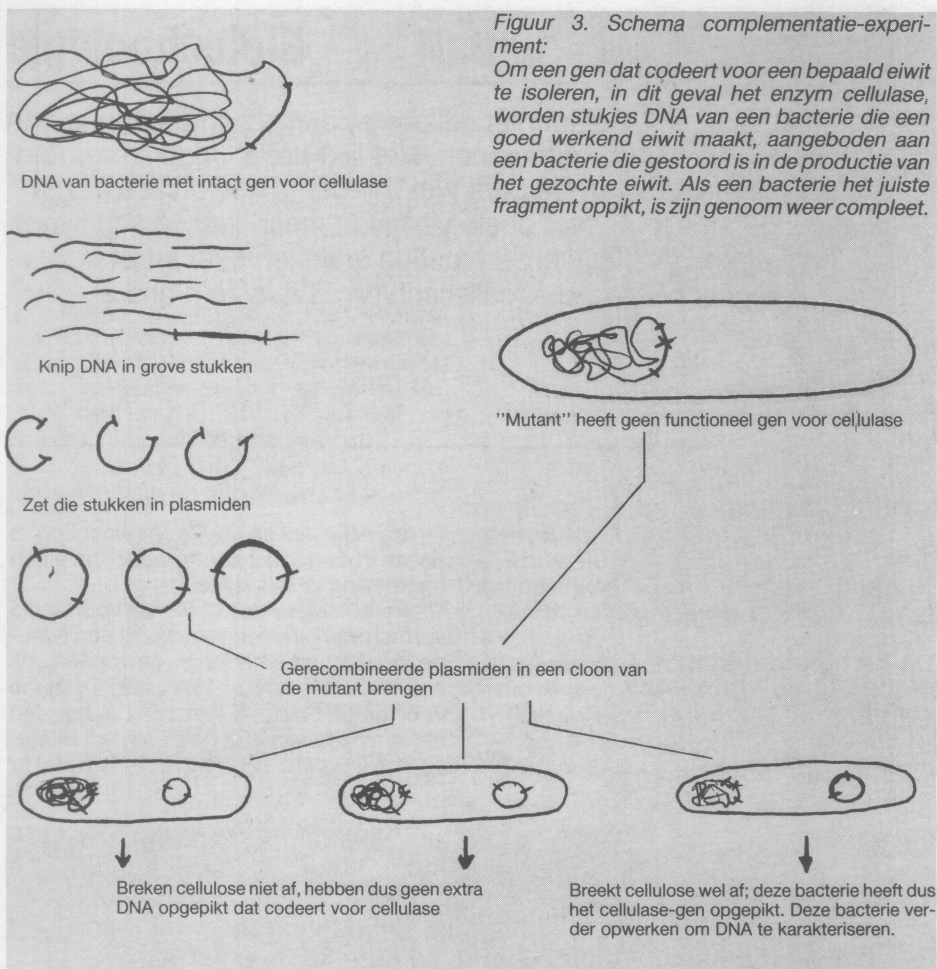 Figuur 3. Schema complementatie-experi-
ment:
Om een gen dat codeert voor een bepaald eiwit
te isoleren, in dit geval het enzym cellulase,
worden stukjes DNA van een bacterie die een
goed werkend eiwit maakt, aangeboden aan
een bacterie die gestoord is in de productie van
het gezochte eiwit. Als een bacterie het juiste
fragment oppikt, is zijn genoom weer compleet.
DNA van bacterie met intact gen voor cellulase
Knip DNA in grove stukken
"Mutant" heeft geen functioneel gen voor cellulase
Zet die stukken in plasmiden
Gerecombineerde plasmiden in een cloon van
de mutant brengen
Breken cellulose niet af, hebben dus geen extra
DNA opgepikt dat codeert voor cellulase
Breekt cellulose wel af; deze bacterie heeft dus
het cellulase-gen opgepikt. Deze bacterie ver-
der opwerken om DNA te karakteriseren.